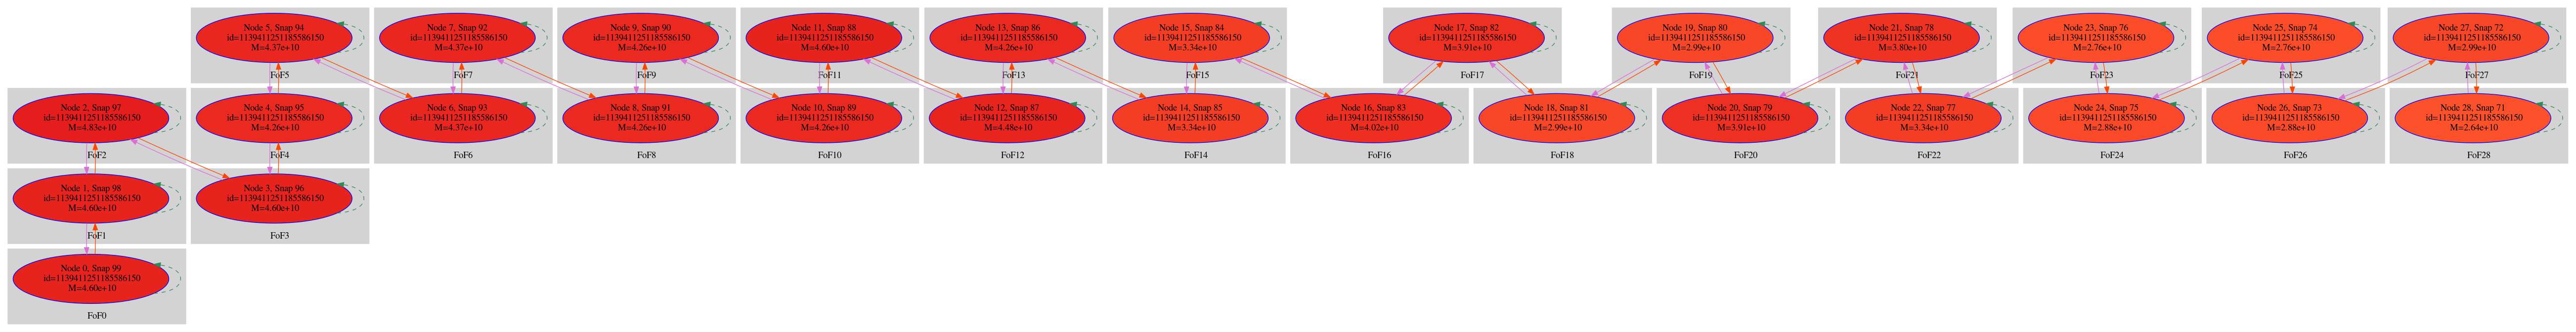 Node 5, Snap 94
id=1139411251185586150
M=4.37e+10
FoF5
Node 7, Snap 92
id=1139411251185586150
M=4.37e+10
FoF7
Node 9, Snap 90
id=1139411251185586150
M=4.26e+10
FoF9
Node 11, Snap 88
id=1139411251185586150
M=4.60e+10
FoF11
Node 13, Snap 86
id=1139411251185586150
M=4.26e+10
FoF13
Node 15, Snap 84
id=1139411251185586150
M=3.34e+10
FoF15
Node 17, Snap 82
id=1139411251185586150
M=3.91e+10
FoF17
Node 19, Snap 80
id=1139411251185586150
M=2.99e+10
FoF19
Node 21, Snap 78
id=1139411251185586150
M=3.80e+10
FoF21
Node 23, Snap 76
id=1139411251185586150
M=2.76e+10
FoF23
Node 25, Snap 74
id=1139411251185586150
M=2.76e+10
FoF25
Node 27, Snap 72
id=1139411251185586150
M=2.99e+10
FoF27
Node 2, Snap 97
id=1139411251185586150
M=4.83e+10
FoF2
Node 4, Snap 95
id=1139411251185586150
M=4.26e+10
FoF4
Node 6, Snap 93
id=1139411251185586150
M=4.37e+10
FoF6
Node 8, Snap 91
id=1139411251185586150
M=4.26e+10
FoF8
Node 10, Snap 89
id=1139411251185586150
M=4.26e+10
FoF10
Node 12, Snap 87
id=1139411251185586150
M=4.48e+10
FoF12
Node 14, Snap 85
id=1139411251185586150
M=3.34e+10
FoF14
Node 16, Snap 83
id=1139411251185586150
M=4.02e+10
FoF16
Node 18, Snap 81
id=1139411251185586150
M=2.99e+10
FoF18
Node 20, Snap 79
id=1139411251185586150
M=3.91e+10
FoF20
Node 22, Snap 77
id=1139411251185586150
M=3.34e+10
FoF22
Node 24, Snap 75
id=1139411251185586150
M=2.88e+10
FoF24
Node 26, Snap 73
id=1139411251185586150
M=2.88e+10
FoF26
Node 28, Snap 71
id=1139411251185586150
M=2.64e+10
FoF28
Node 1, Snap 98
id=1139411251185586150
M=4.60e+10
FoF1
Node 3, Snap 96
id=1139411251185586150
M=4.60e+10
FoF3
Node 0, Snap 99
id=1139411251185586150
M=4.60e+10
FoF0